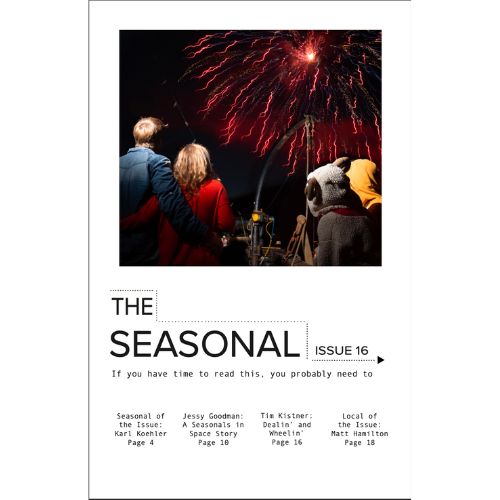 THE
SEASONAL
ISSUE 16
If you have time to read this, you probably need to
Seasonal of
the Issue:
Karl Koehler
Page 4
Jessy Goodman:
A Seasonals in
Space Story
Page 10
Tim Kistner:
Dealin' and
Wheelin'
Page 16
Local of
the Issue:
Matt Hamilton
Page 18